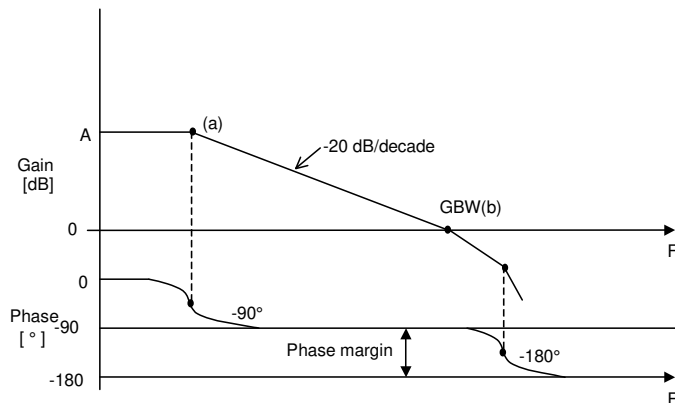 (a)
A
-20 dB/decade
Gain
[dB]
GBW(b)
0
F
0
Phase
[ ° ]
-90
-90°
Phase margin
-180°
-180
F